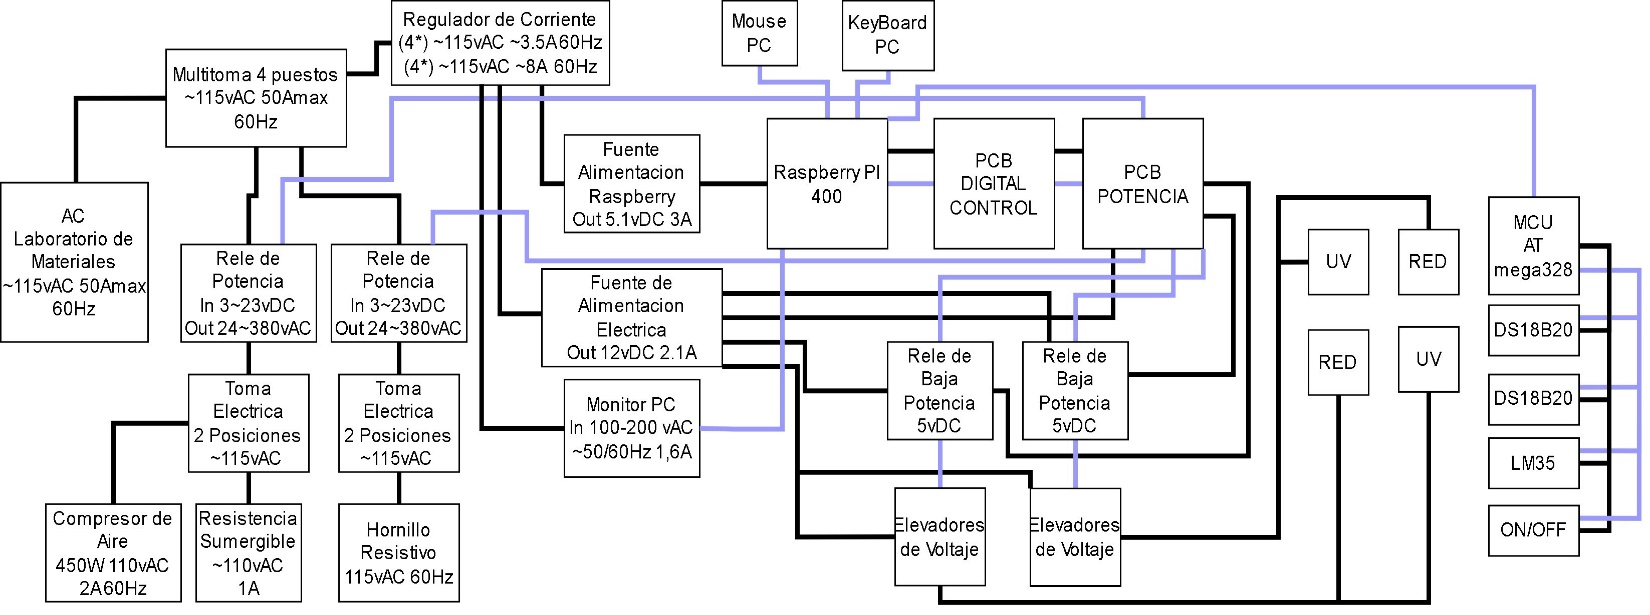 Regulador de Corriente
(4*) ~115vAC ~3.5A60Hz
(4*) ~115vAC ~8A 60Hz
Mouse
PC
KeyBoard
PC
Multitoma 4 puestos
~115vAC 50Amax
60Hz
Fuente
Alimentacion
Raspberry
Out 5.1vDC 3A
Raspberry PI
400
PCB
DIGITAL
CONTROL
PCB
POTENCIA
AC
Laboratorio de
Materiales
~115vAC 50Amax
60Hz
Rele de
Potencia
In 3~23vDC
Out 24~380vAC
Rele de
Potencia
In 3~23vDC
Out 24~380vAC
Fuente de
Alimentacion
Electrica
Out 12vDC 2.1A
UV
RED
MCU
AT
mega328
DS18B20
Rele de
Baja
Potencia
5vDC
Rele de
Baja
Potencia
5vDC
RED
UV
Toma
Electrica
2 Posiciones
~115vAC
Toma
Electrica
2 Posiciones
~115vAC
Monitor PC
In 100-200 vAC
~50/60Hz 1,6A
DS18B20
LM35
Compresor de
Aire
450W 110vAC
2A60Hz
Resistencia
Sumergible
~110vAC
1A
Hornillo
Resistivo
115vAC 60Hz
Elevadores
de Voltaje
Elevadores
de Voltaje
ON/OFF